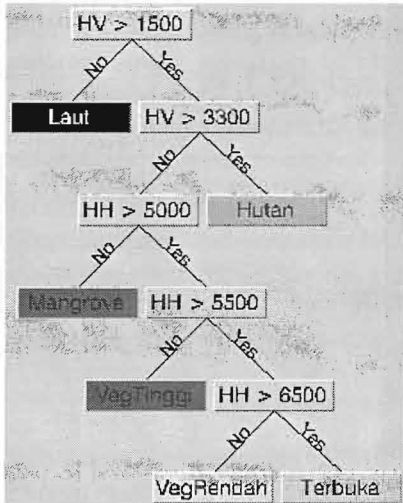 HV > 1500
No Yes
Laut HV > 3300
No Yes
HH > 5000 Hutan
No Yes
Mangrove HH > 5500
No Yes
VegTinggi HH > 6500
No Yes
VegRendah Terbuka